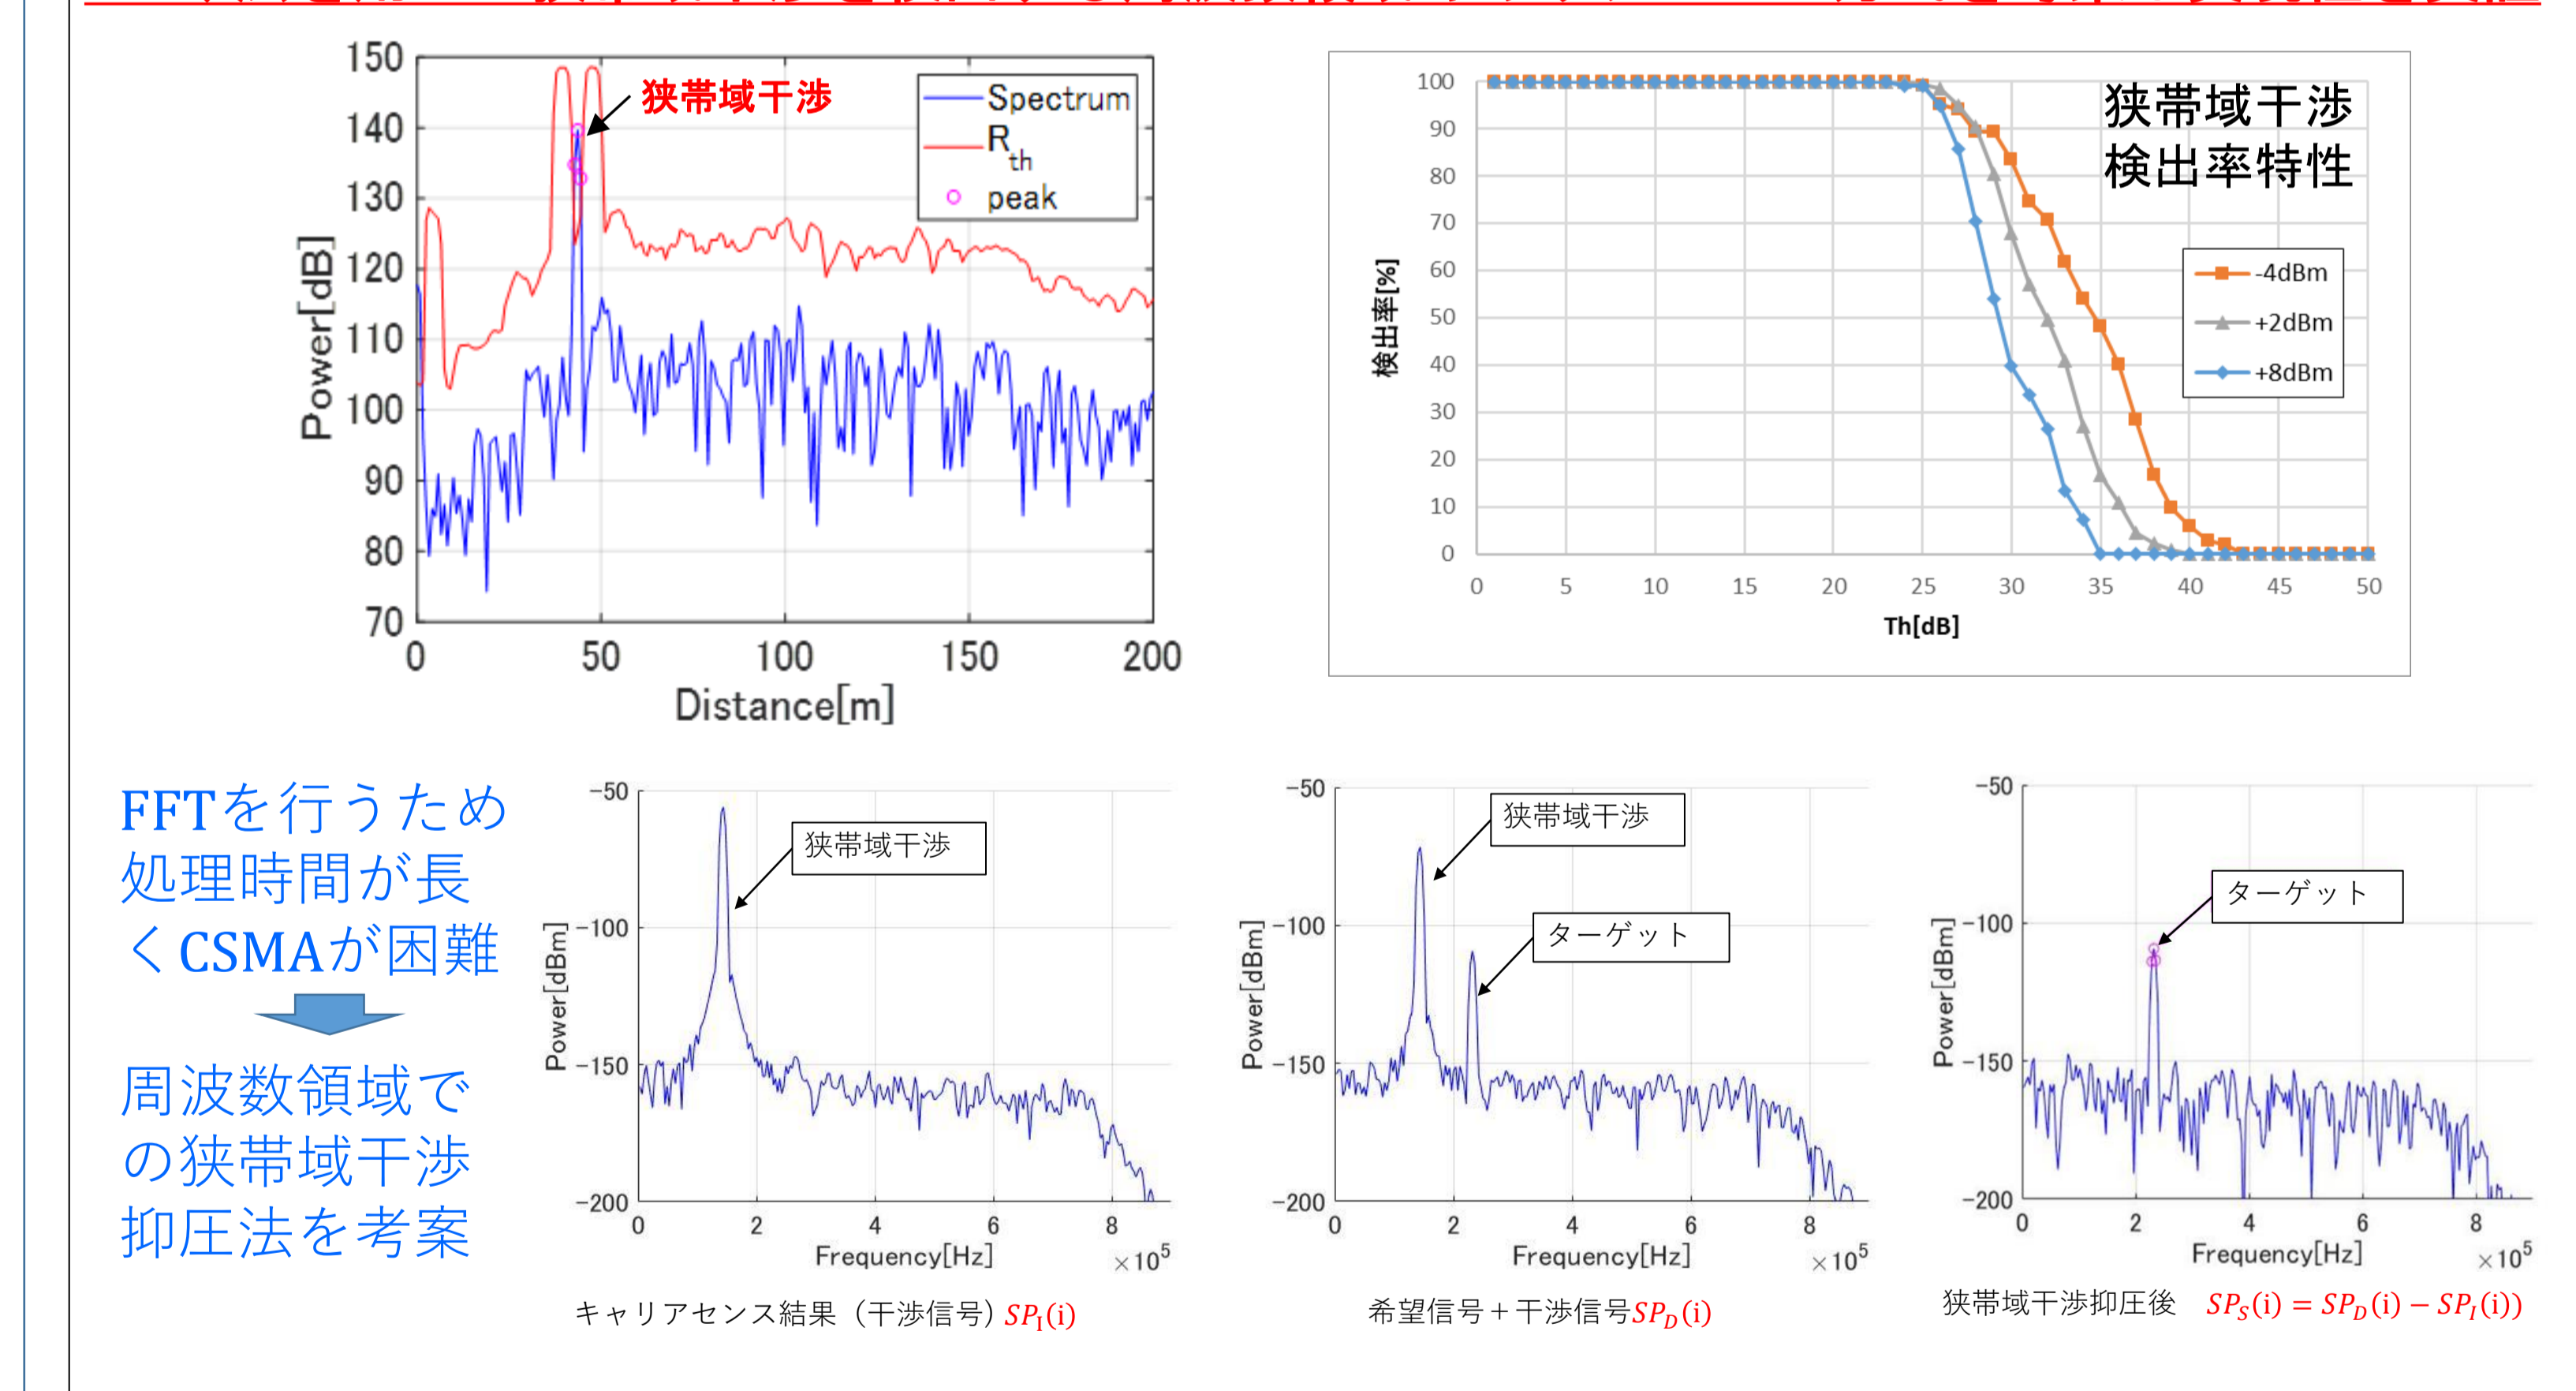 150
140
130
120
110
100
90
80
70
Power[dB]
0
50
100
150
200
Distance[m]
狭帯域干渉
Spectrum
R_th
peak
狭帯域干渉
検出率特性
100
90
80
70
60
50
40
30
20
10
0
検出率[%]
0
5
10
15
20
25
30
35
40
45
50
Th[dB]
-4dBm
+2dBm
+8dBm
FFTを行うため
処理時間が長
くCSMAが困難
周波数領域で
の狭帯域干渉
抑圧法を考案
−50
−100
−150
−200
Power[dBm]
0
2
4
6
8
Frequency[Hz]
×10^5
狭帯域干渉
キャリアセンス結果（干渉信号）SP_I(i)
−50
−100
−150
−200
Power[dBm]
0
2
4
6
8
Frequency[Hz]
×10^5
狭帯域干渉
ターゲット
希望信号＋干渉信号SP_D(i)
−50
−100
−150
−200
Power[dBm]
0
2
4
6
8
Frequency[Hz]
×10^5
ターゲット
狭帯域干渉抑圧後 SP_S(i) = SP_D(i) − SP_I(i))